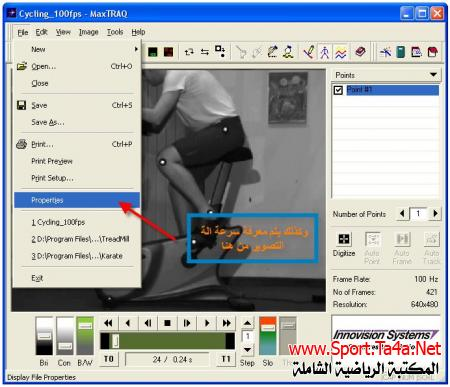 Cycling_100fps - MaxTRAQ
File Edit View Image Tools Help
New
Open... Ctrl+O
Close
Save Ctrl+S
Save As...
Print... Ctrl+P
Print Preview
Print Setup...
Properties
1 Cycling_100fps
2 D:\Program Files\...\TreadMill
3 D:\Program Files\...\Karate
Exit
وكذلك يتم معرفة سرعة الة
التصوير من هنا
Points
Point #1
Number of Points 1
Digitize Auto Point Auto Frame Auto Track
Frame Rate: 100 Hz
No of Frames: 421
Resolution: 640x480
Innovision Systems
www.Sport.Ta4a.Net
المكتبة الرياضية الشاملة
Bri Con B/W
T0 24 / 0.24 s T1
1
Step Slo
Display File Properties